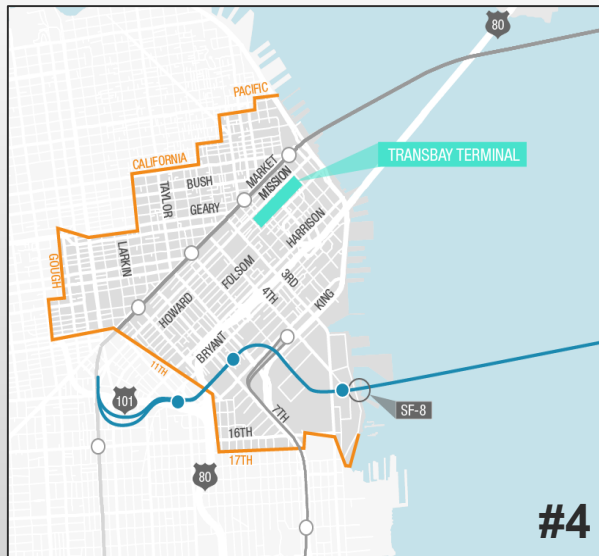 80
PACIFIC
CALIFORNIA
TRANSBAY TERMINAL
MARKET
MISSION
BUSH
TAYLOR
GEARY
HARRISON
LARKIN
GOUGH
FOLSOM
3RD
4TH
HOWARD
KING
BRYANT
11TH
101
SF-8
7TH
16TH
17TH
80
#4